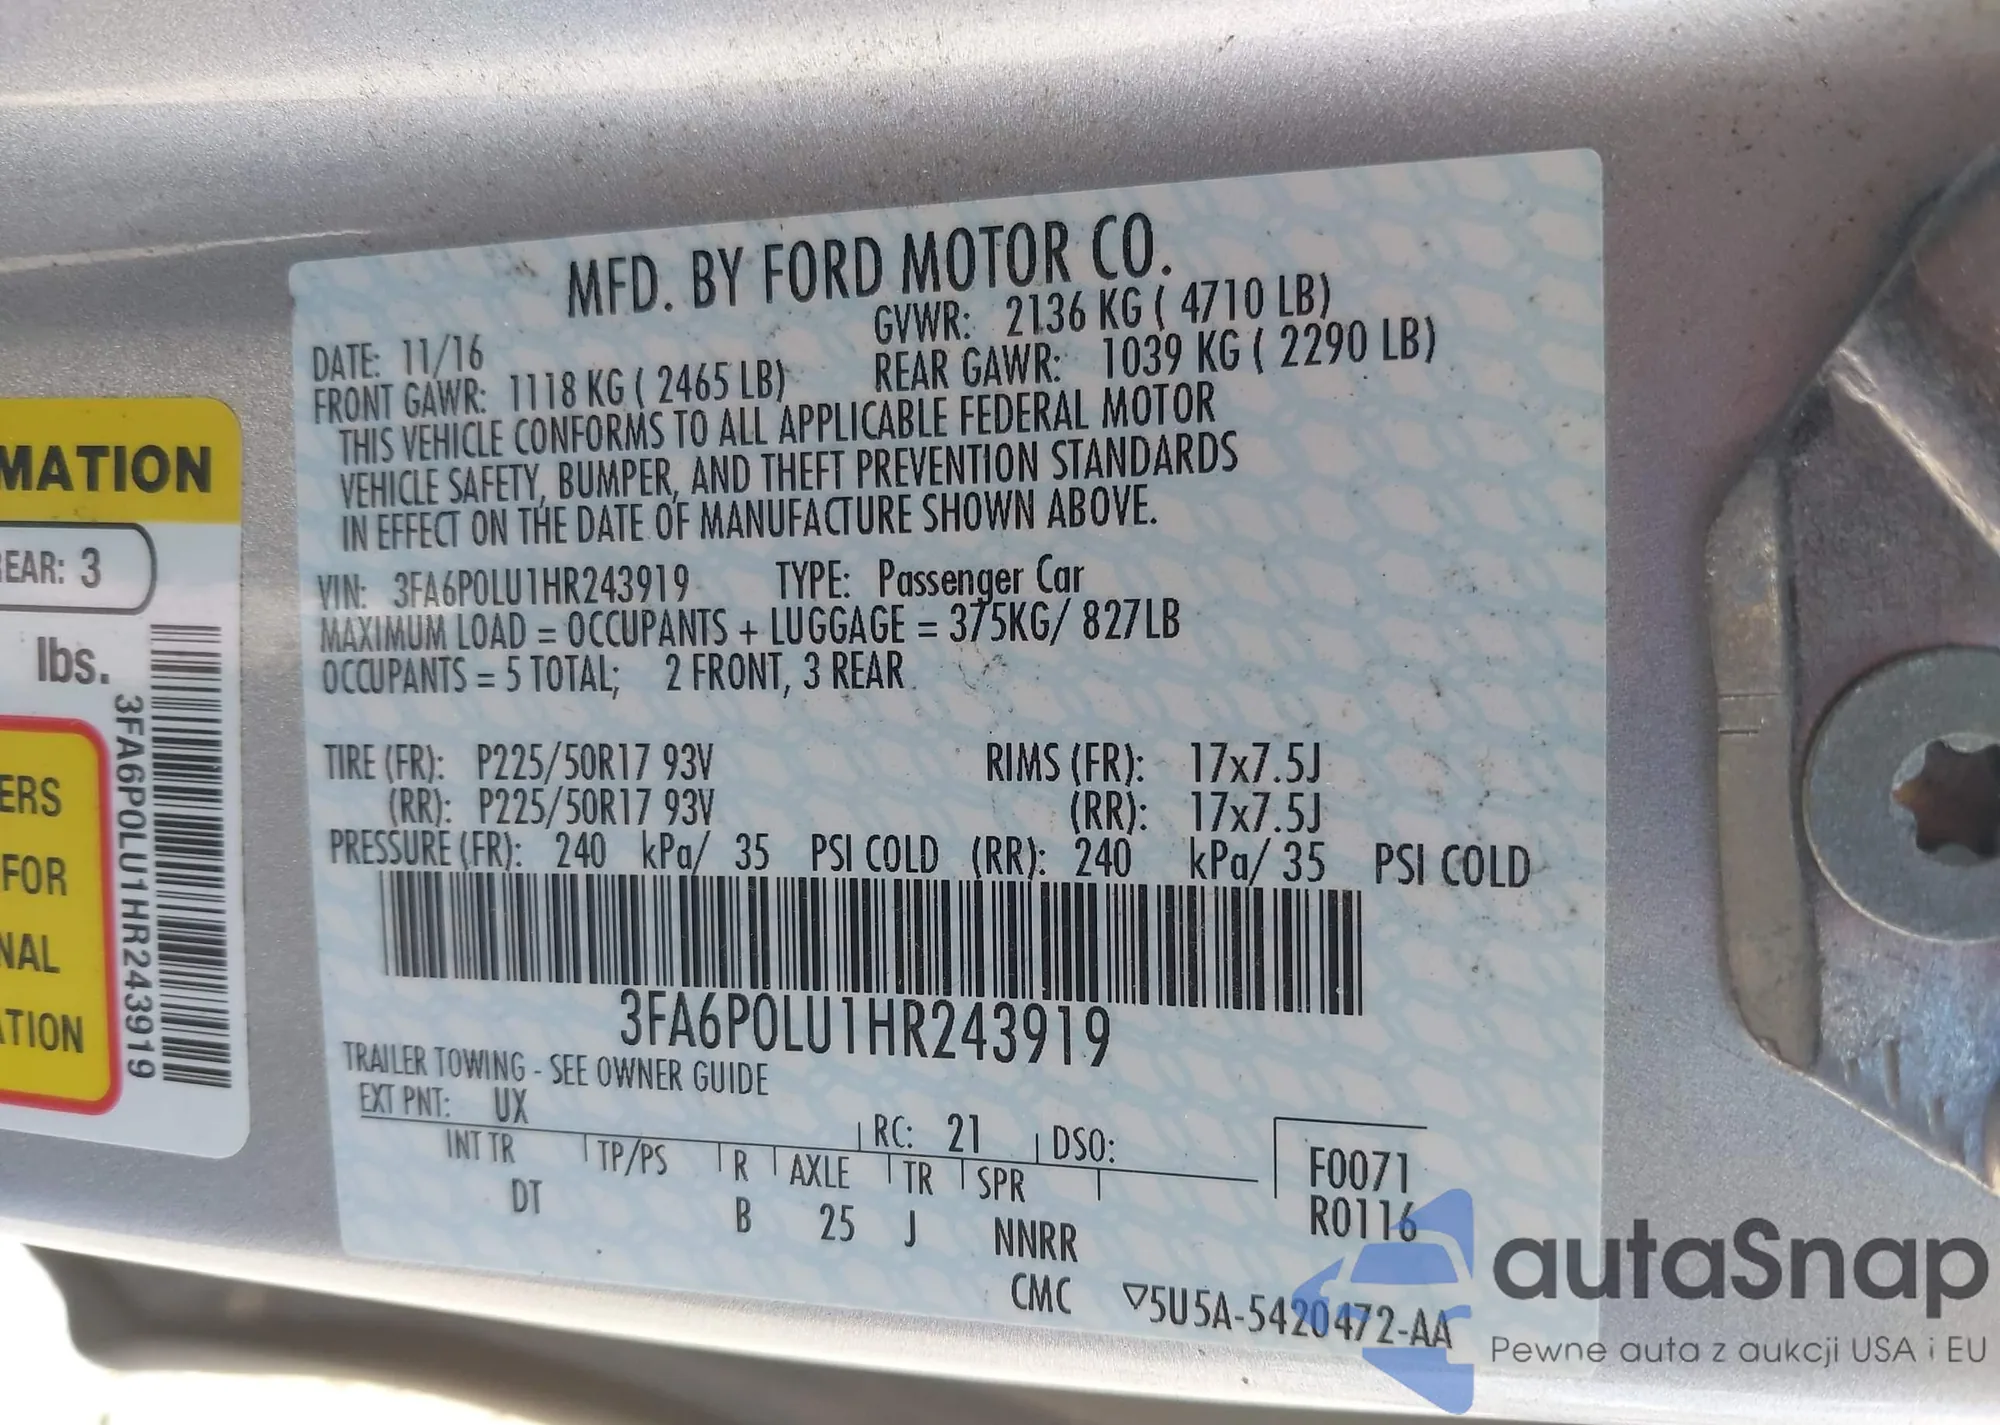 MFD. BY FORD MOTOR CO.
DATE: 11/16 GVWR: 2136 KG ( 4710 LB)
FRONT GAWR: 1118 KG ( 2465 LB) REAR GAWR: 1039 KG ( 2290 LB)
THIS VEHICLE CONFORMS TO ALL APPLICABLE FEDERAL MOTOR
VEHICLE SAFETY, BUMPER, AND THEFT PREVENTION STANDARDS
IN EFFECT ON THE DATE OF MANUFACTURE SHOWN ABOVE.
VIN: 3FA6P0LU1HR243919 TYPE: Passenger Car
MAXIMUM LOAD = OCCUPANTS + LUGGAGE = 375KG/ 827LB
OCCUPANTS = 5 TOTAL; 2 FRONT, 3 REAR
TIRE (FR): P225/50R17 93V RIMS (FR): 17x7.5J
(RR): P225/50R17 93V (RR): 17x7.5J
PRESSURE (FR): 240 kPa/ 35 PSI COLD (RR): 240 kPa/ 35 PSI COLD
3FA6P0LU1HR243919
TRAILER TOWING - SEE OWNER GUIDE
EXT PNT: UX RC: 21 DSO:
INT TR TP/PS R AXLE TR SPR F0071
DT B 25 J NNRR R0116
CMC ▽5U5A-5420472-AA
MATION
EAR: 3
lbs.
3FA6P0LU1HR243919
ERS
FOR
NAL
ATION
autaSnap
Pewne auta z aukcji USA i EU